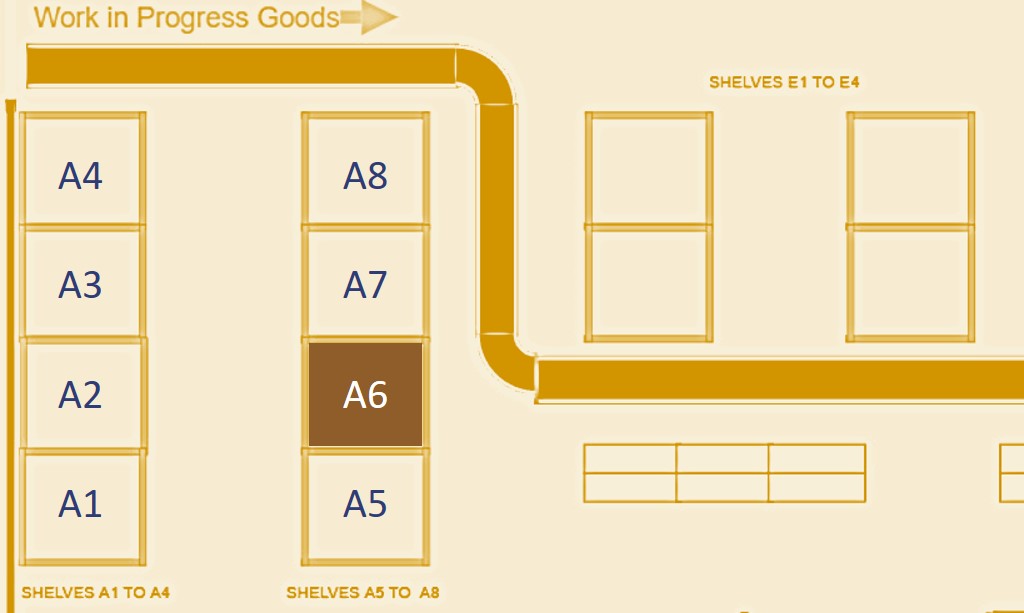 Work in Progress Goods
SHELVES E1 TO E4
A4
A8
A3
A7
A2
A6
A1
A5
SHELVES A1 TO A4
SHELVES A5 TO A8